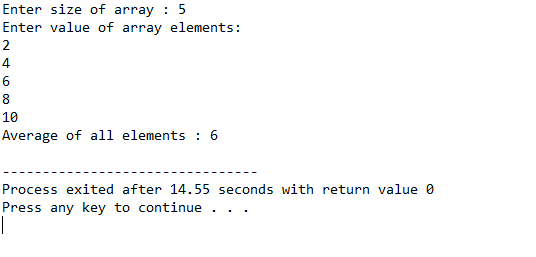 Enter size of array : 5
Enter value of array elements:
2
4
6
8
10
Average of all elements : 6
--------------------------------
Process exited after 14.55 seconds with return value 0
Press any key to continue . . .